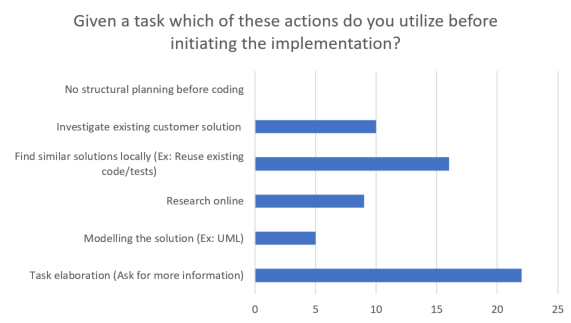 Given a task which of these actions do you utilize before
initiating the implementation?
No structural planning before coding
Investigate existing customer solution
Find similar solutions locally (Ex: Reuse existing
code/tests)
Research online
Modelling the solution (Ex: UML)
Task elaboration (Ask for more information)
0 5 10 15 20 25